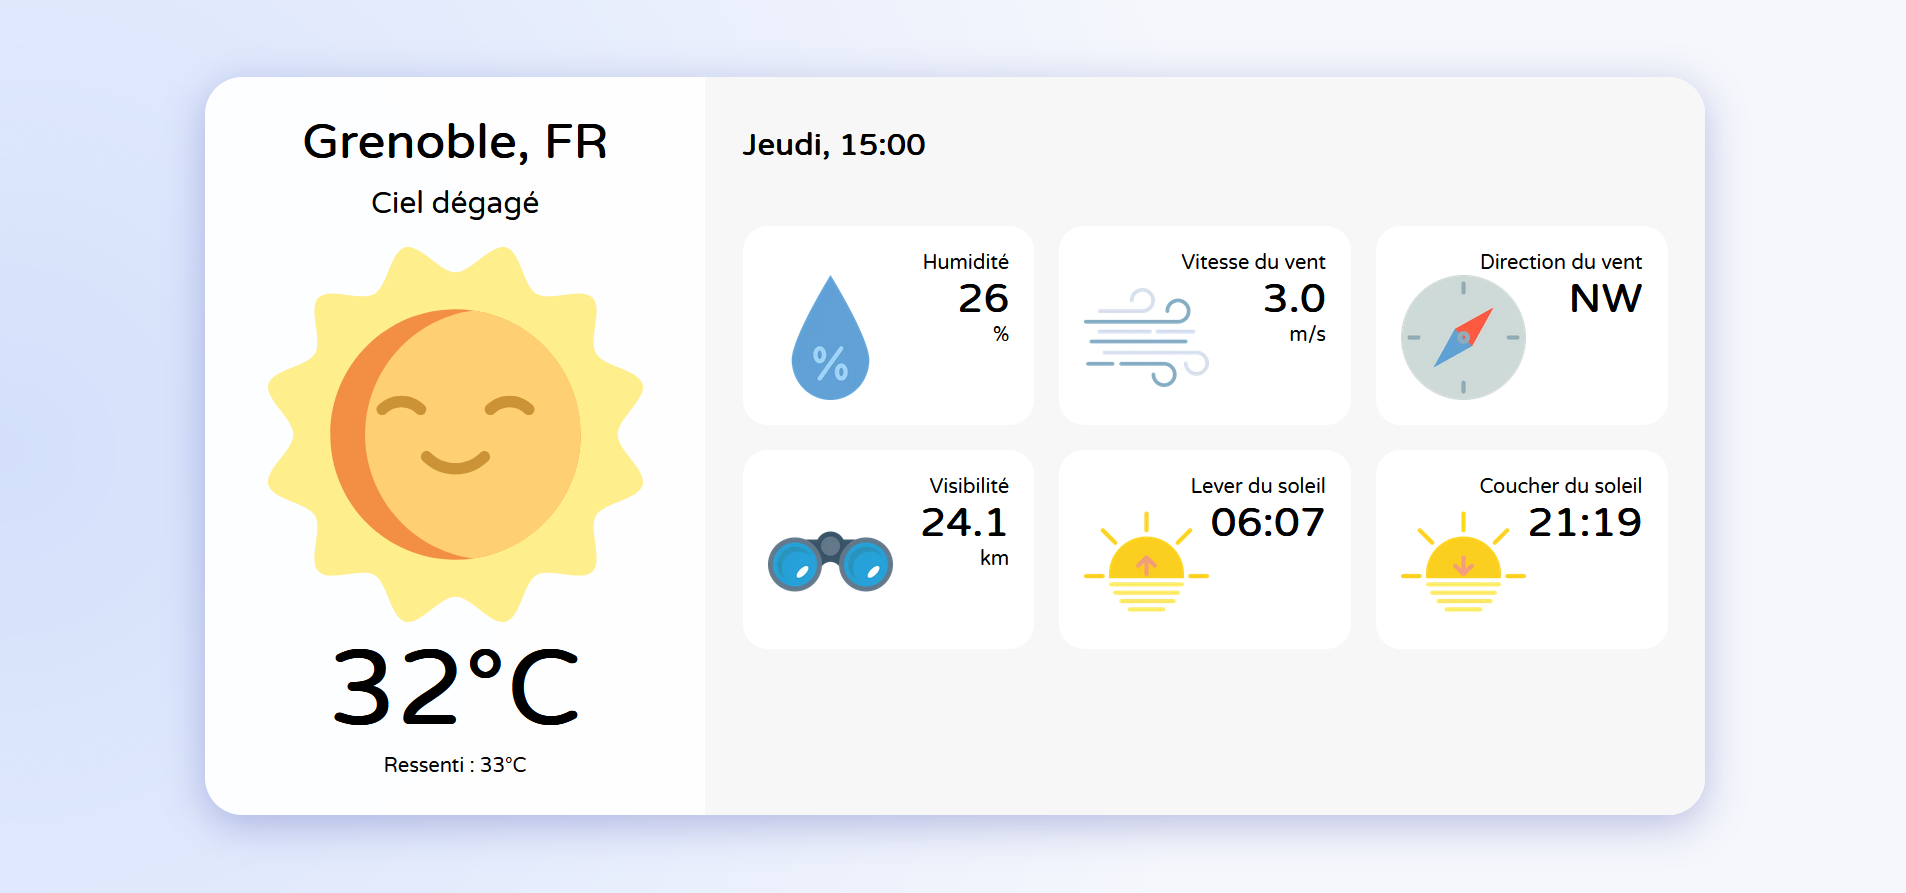 Grenoble, FR
Ciel dégagé
32°C
Ressenti : 33°C
Jeudi, 15:00
Humidité
26
%
%
Vitesse du vent
3.0
m/s
Direction du vent
NW
Visibilité
24.1
km
Lever du soleil
06:07
Coucher du soleil
21:19